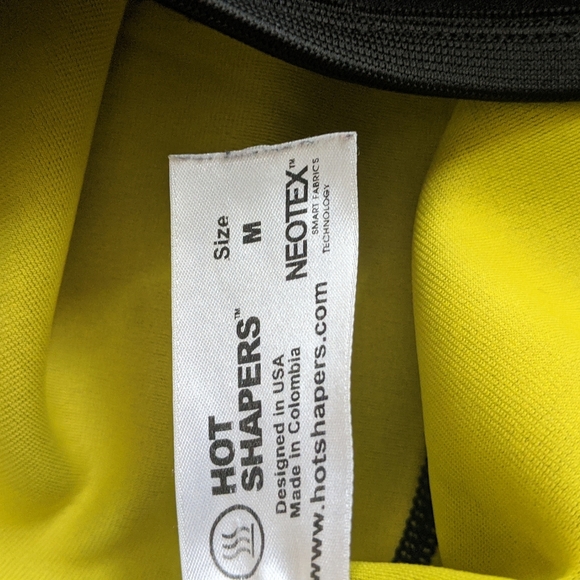 HOT
SHAPERS™
Designed in USA
Made in Colombia
www.hotshapers.com
Size
M
NEOTEX™
SMART FABRICS
TECHNOLOGY